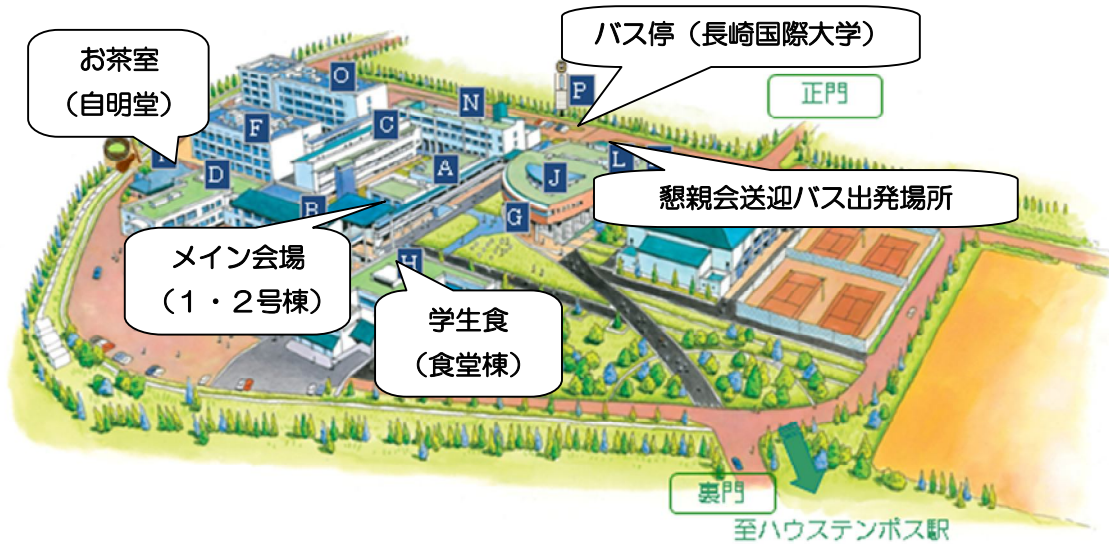 バス停（長崎国際大学）
お茶室
（自明堂）
正門
O
P
N
F
C
L
A
J
D
懇親会送迎バス出発場所
B
G
メイン会場
（１・２号棟）
H
学生食
（食堂棟）
裏門
至ハウステンボス駅